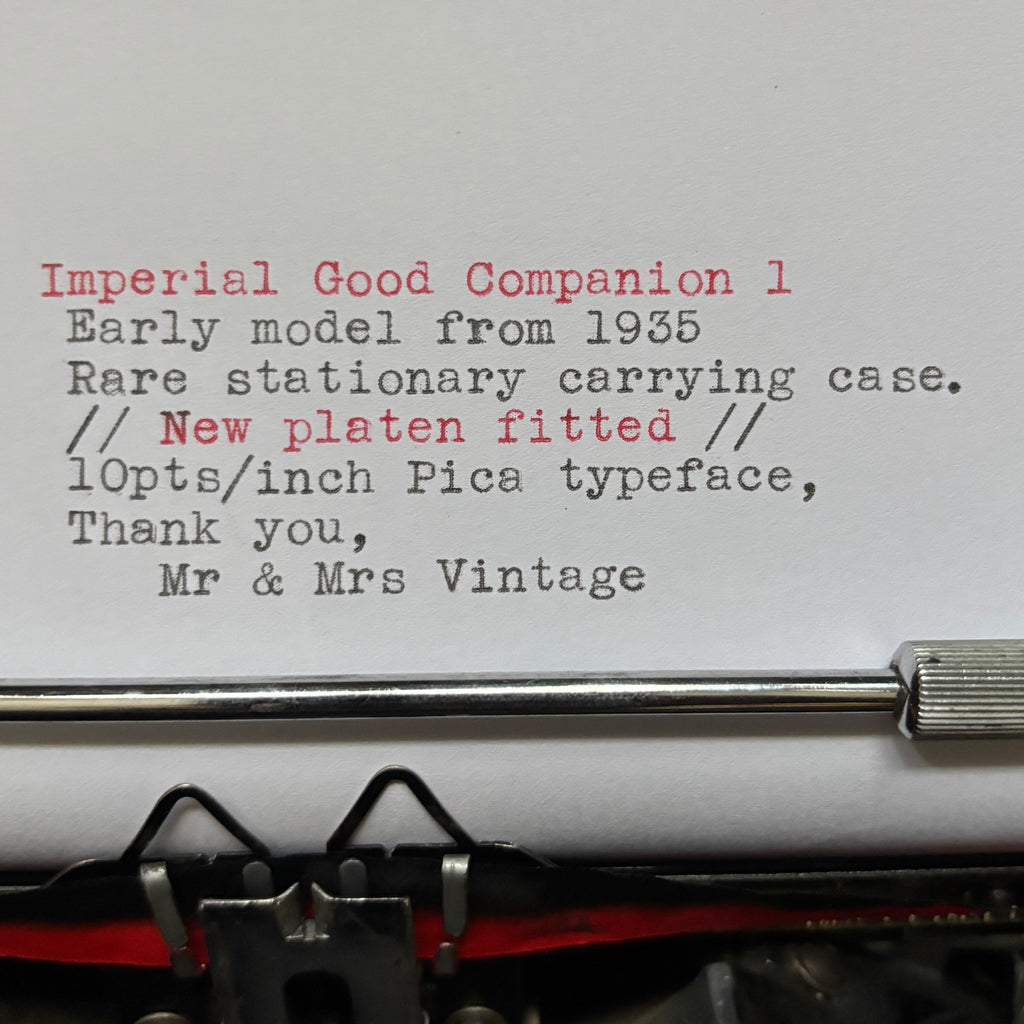 Imperial Good Companion 1
Early model from 1935
Rare stationary carrying case.
// New platen fitted //
10pts/inch Pica typeface,
Thank you,
Mr & Mrs Vintage